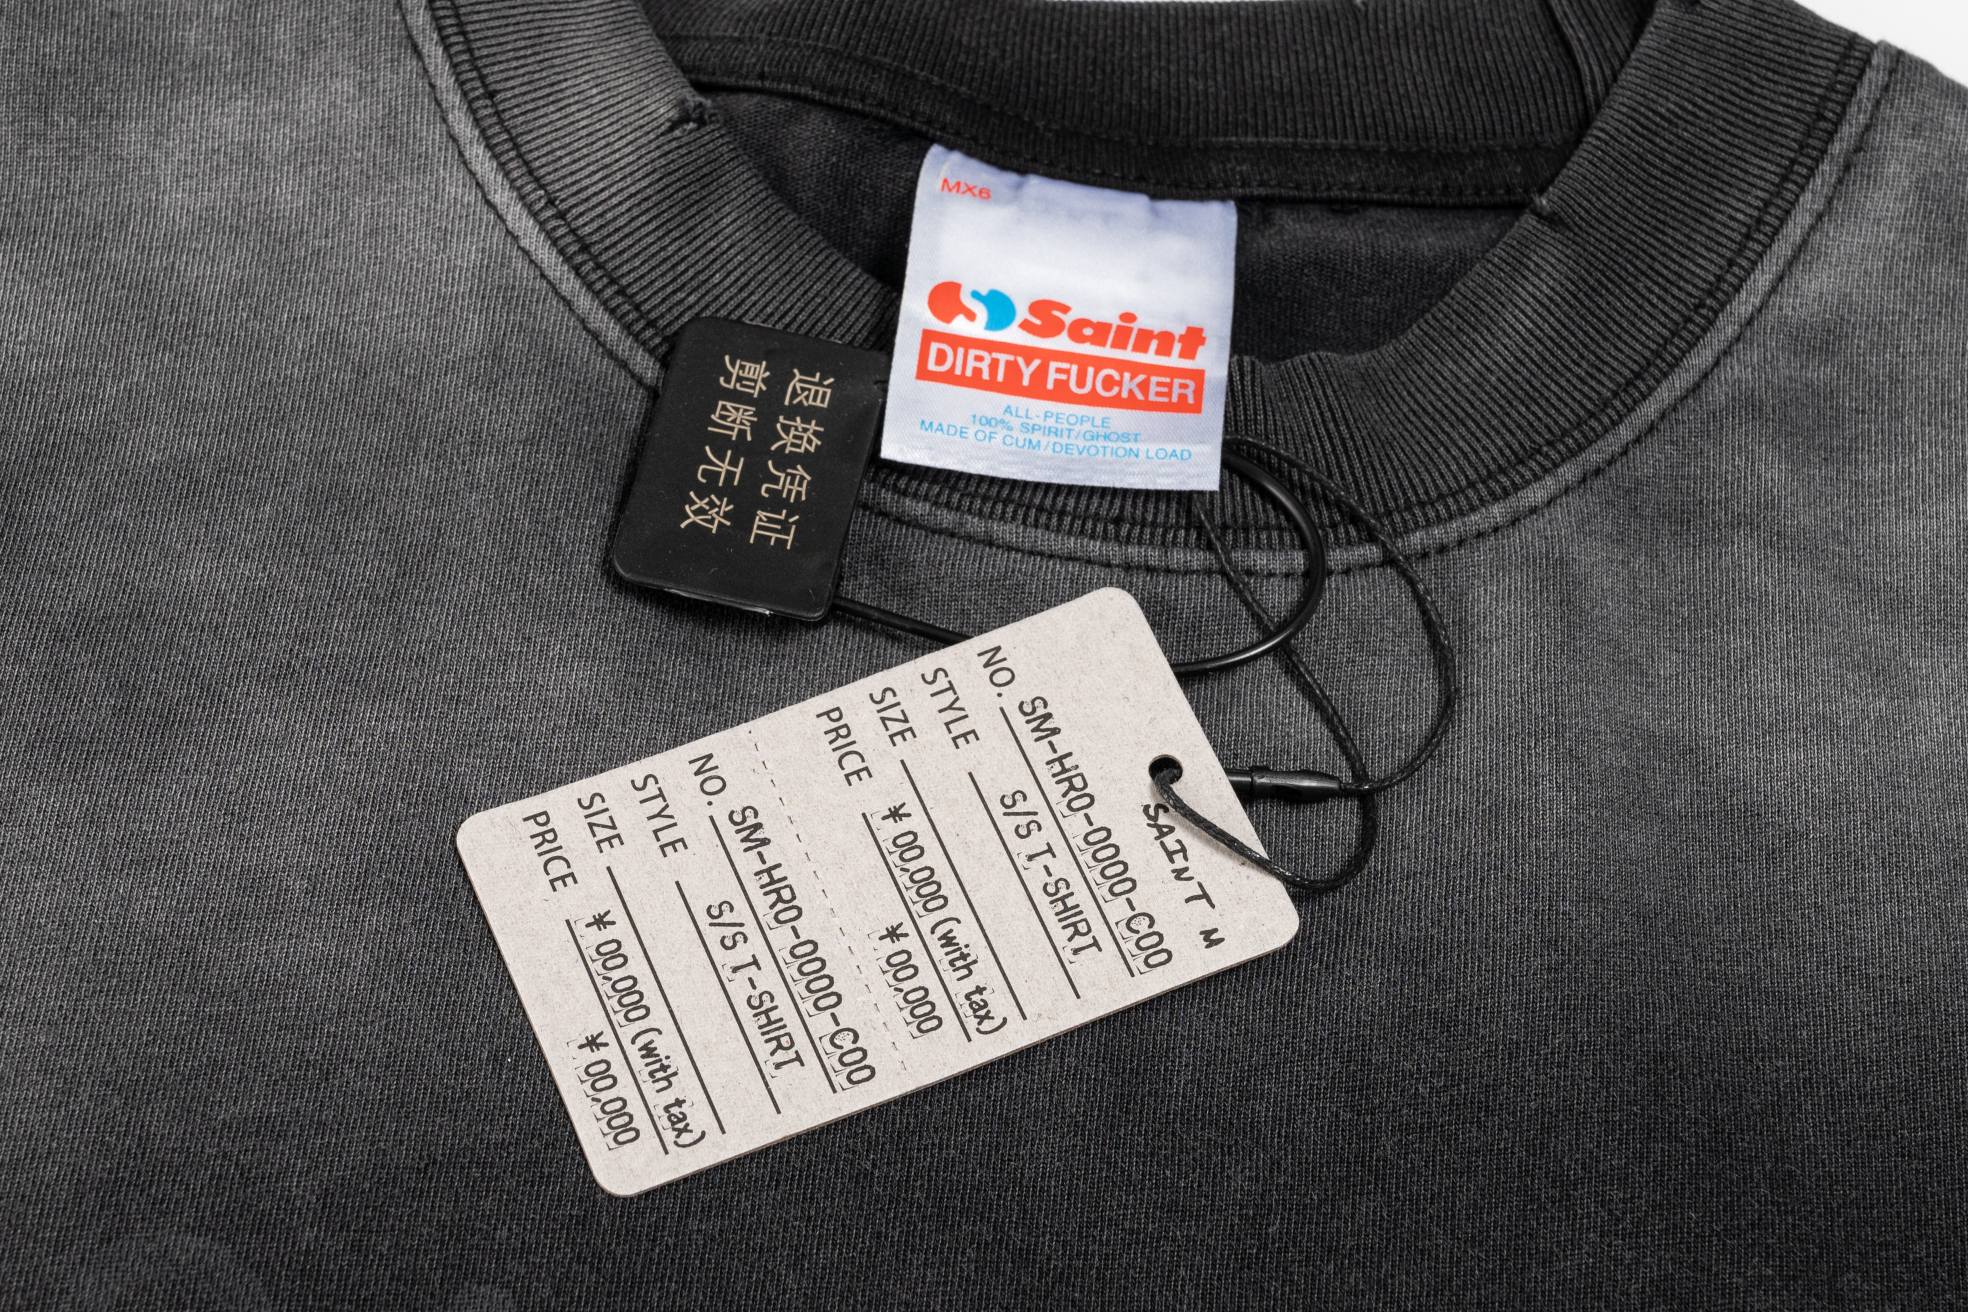 MX6
Saint
DIRTY FUCKER
ALL-PEOPLE
100% SPIRIT/GHOST
MADE OF CUM/DEVOTION LOAD
退换凭证
剪断无效
SAINT M
NO. SM-HR0-0000-C00
STYLE S/S T-SHIRT
SIZE
PRICE ¥00,000(with tax)
¥00,000
NO. SM-HR0-0000-C00
STYLE S/S T-SHIRT
SIZE
PRICE ¥00,000(with tax)
¥00,000